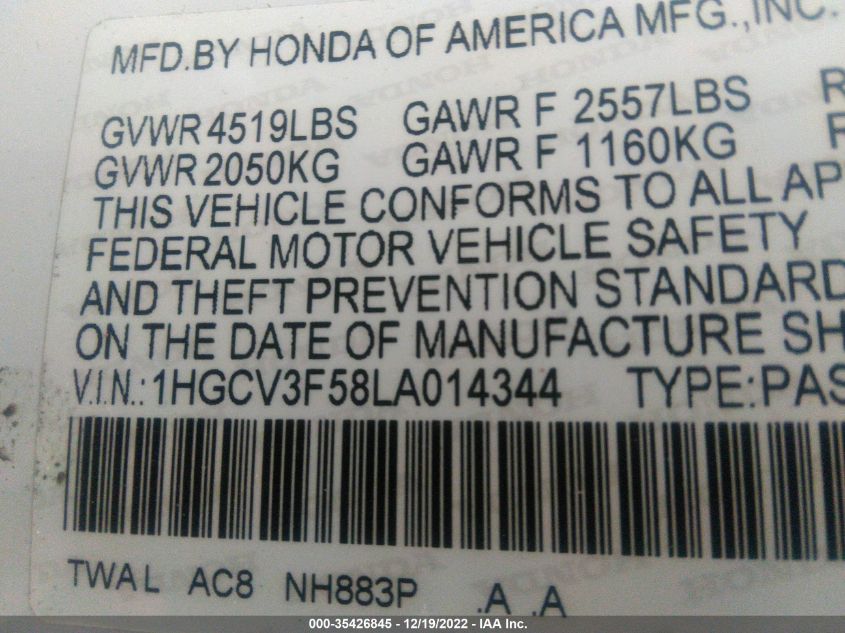 MFD.BY HONDA OF AMERICA MFG.,INC.
GVWR 4519LBS GAWR F 2557LBS R
GVWR 2050KG GAWR F 1160KG R
THIS VEHICLE CONFORMS TO ALL AP
FEDERAL MOTOR VEHICLE SAFETY
AND THEFT PREVENTION STANDARD
ON THE DATE OF MANUFACTURE SH
V.I.N.: 1HGCV3F58LA014344 TYPE:PAS
TWAL AC8 NH883P .A .A
000-35426845 - 12/19/2022 - IAA Inc.